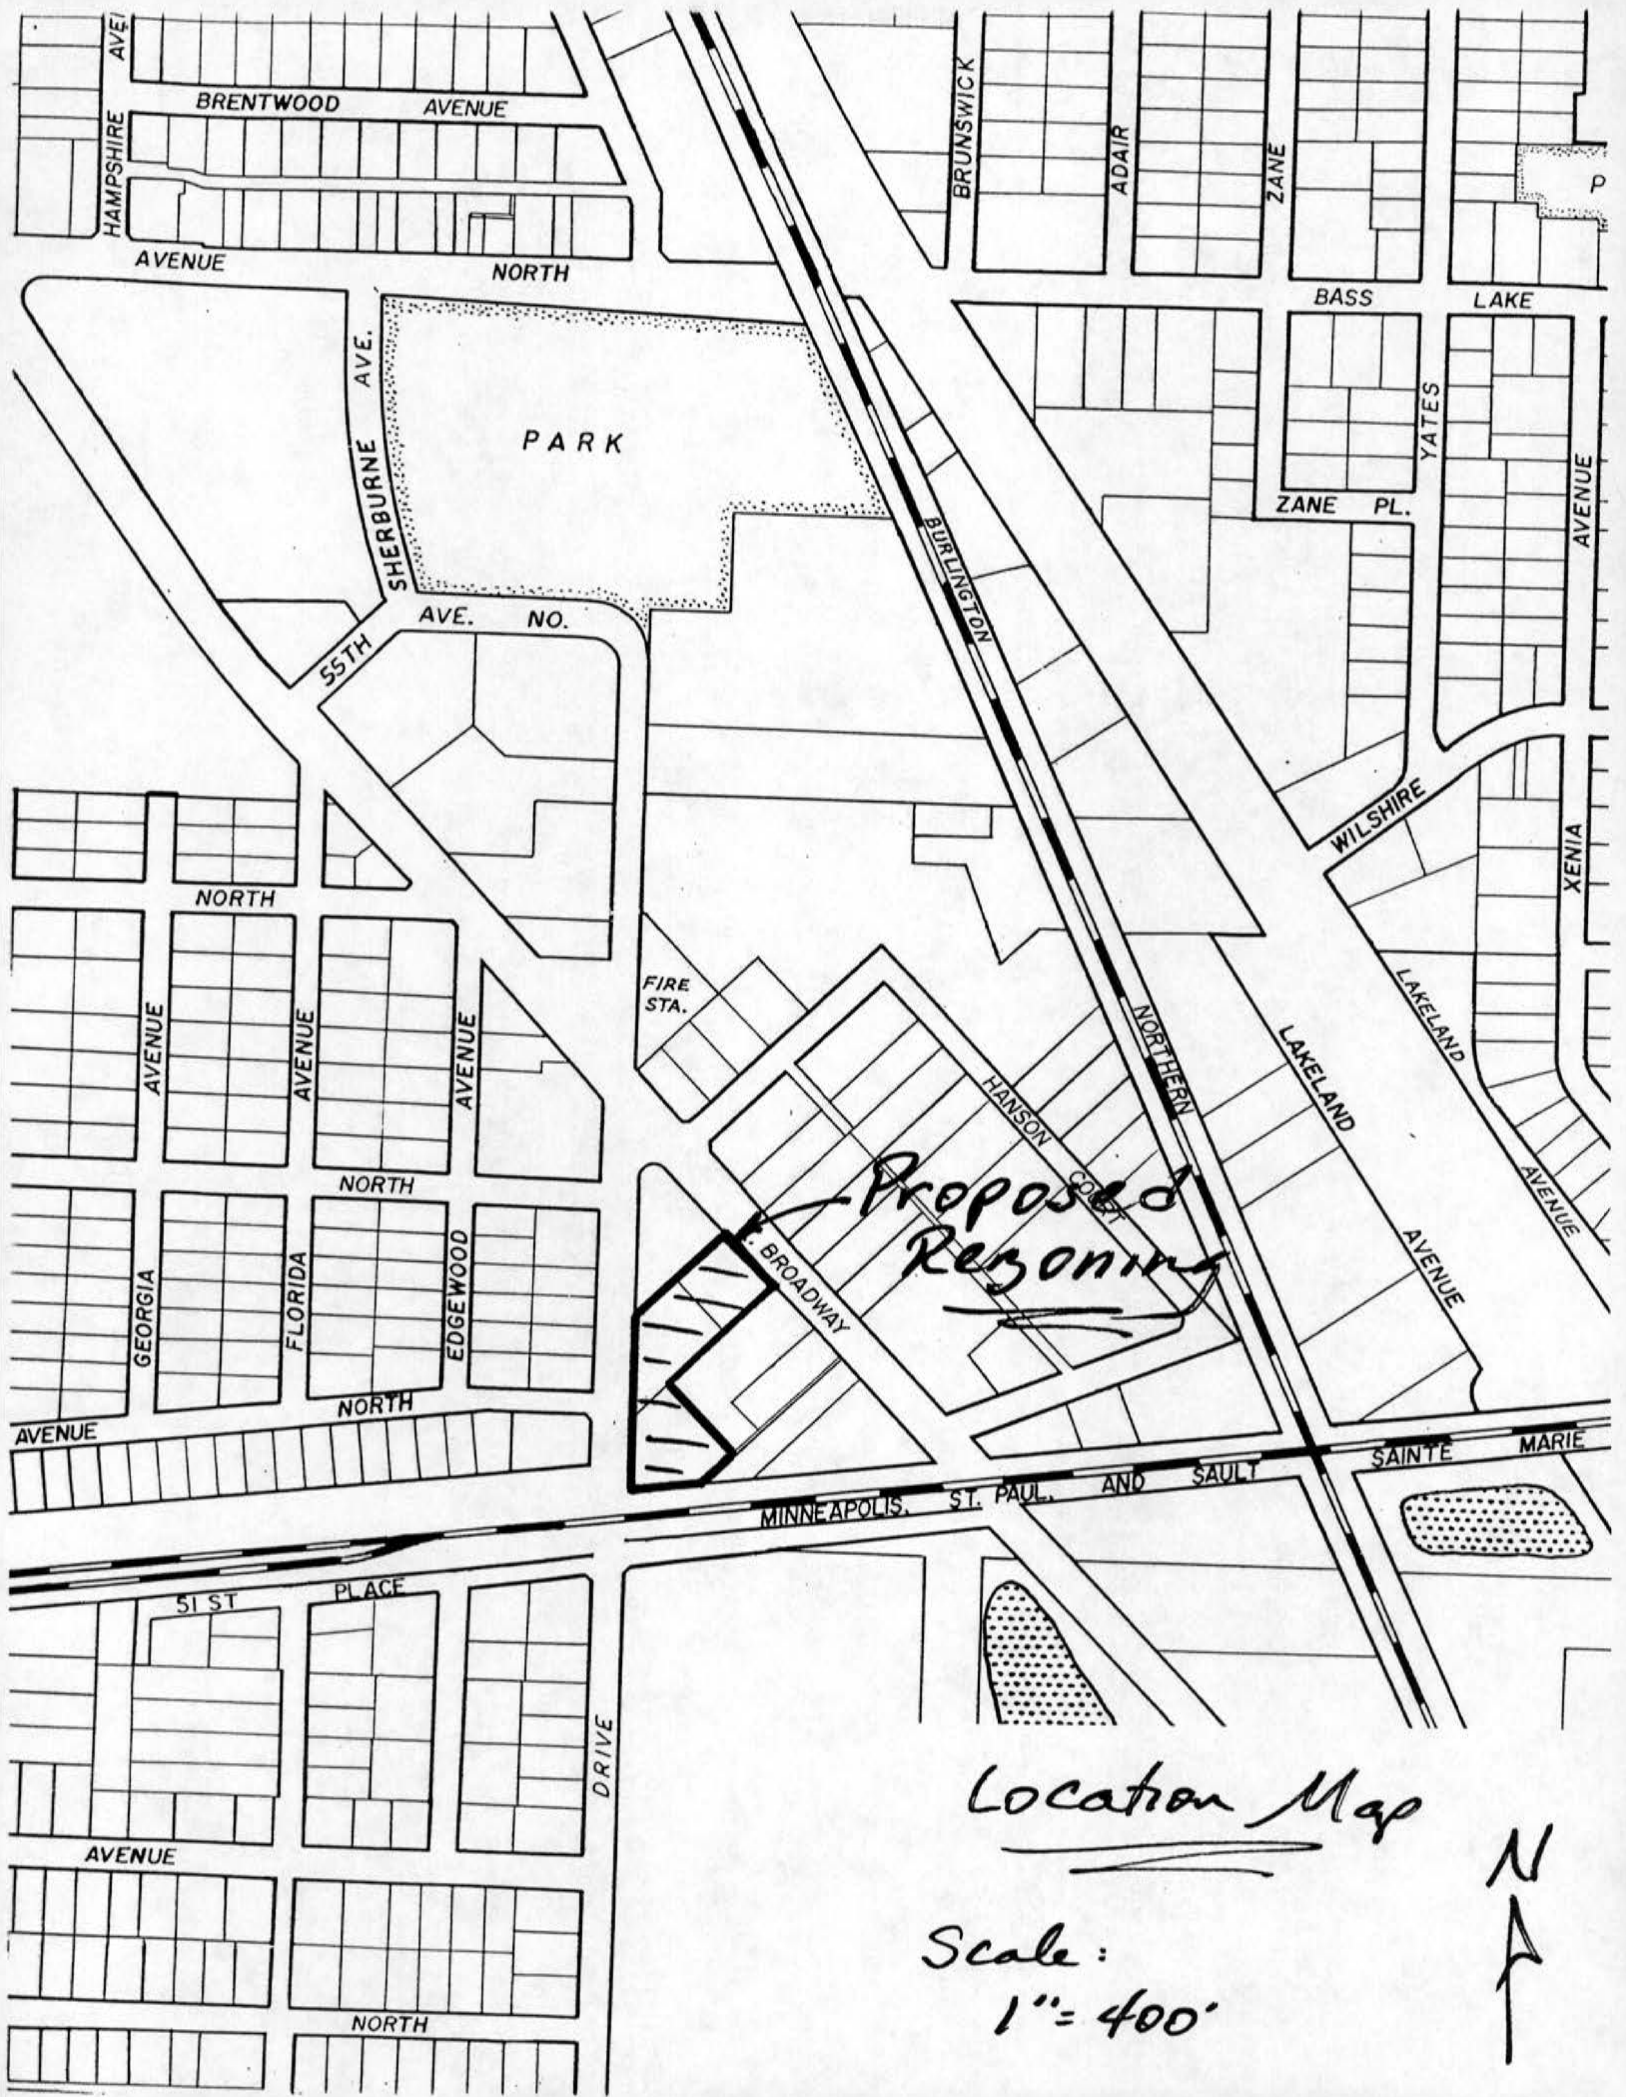 AVE
BRENTWOOD AVENUE
HAMPSHIRE
AVENUE NORTH
BRUNSWICK
ADAIR
ZANE
P
BASS LAKE
SHERBURNE AVE.
PARK
YATES
AVENUE
ZANE PL.
BURLINGTON
55TH AVE. NO.
WILSHIRE
XENIA
NORTH
FIRE
STA.
AVENUE
AVENUE
AVENUE
NORTHERN
LAKELAND
LAKELAND
HANSON
COURT
AVENUE
AVENUE
NORTH
Proposed
Rezoning
. BROADWAY
GEORGIA
FLORIDA
EDGEWOOD
NORTH
AVENUE
MINNEAPOLIS, ST. PAUL, AND SAULT SAINTE MARIE
51 ST PLACE
DRIVE
Location Map
AVENUE
N
Scale:
1"= 400'
NORTH